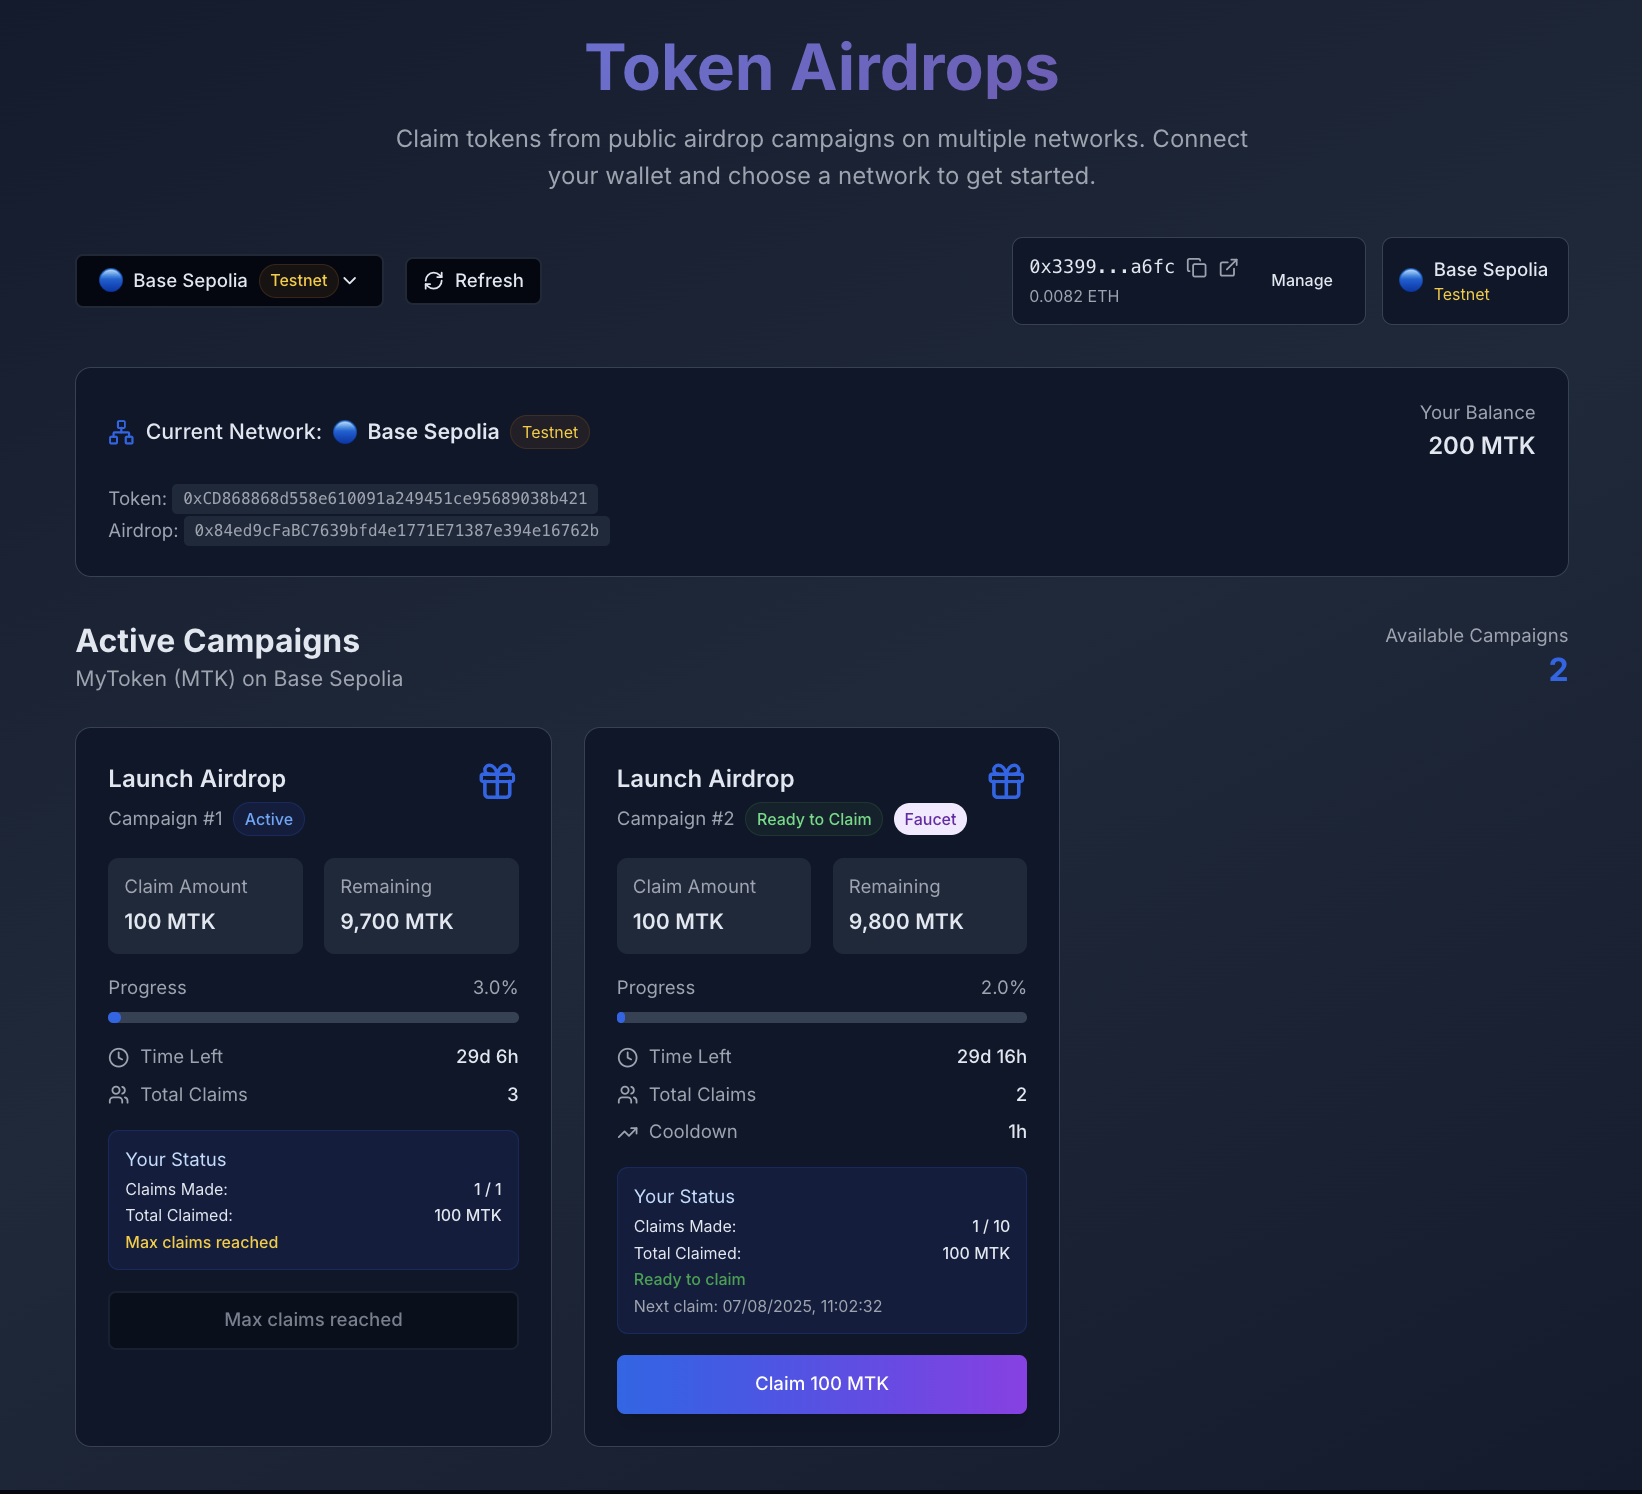 Token Airdrops
Claim tokens from public airdrop campaigns on multiple networks. Connect
your wallet and choose a network to get started.
Base Sepolia Testnet
Refresh
0x3399...a6fc
0.0082 ETH
Manage
Base Sepolia
Testnet
Current Network: Base Sepolia Testnet
Your Balance
200 MTK
Token: 0xCD868868d558e610091a249451ce95689038b421
Airdrop: 0x84ed9cFaBC7639bfd4e1771E71387e394e16762b
Active Campaigns
MyToken (MTK) on Base Sepolia
Available Campaigns
2
Launch Airdrop
Campaign #1 Active
Claim Amount
100 MTK
Remaining
9,700 MTK
Progress 3.0%
Time Left 29d 6h
Total Claims 3
Your Status
Claims Made: 1 / 1
Total Claimed: 100 MTK
Max claims reached
Max claims reached
Launch Airdrop
Campaign #2 Ready to Claim Faucet
Claim Amount
100 MTK
Remaining
9,800 MTK
Progress 2.0%
Time Left 29d 16h
Total Claims 2
Cooldown 1h
Your Status
Claims Made: 1 / 10
Total Claimed: 100 MTK
Ready to claim
Next claim: 07/08/2025, 11:02:32
Claim 100 MTK